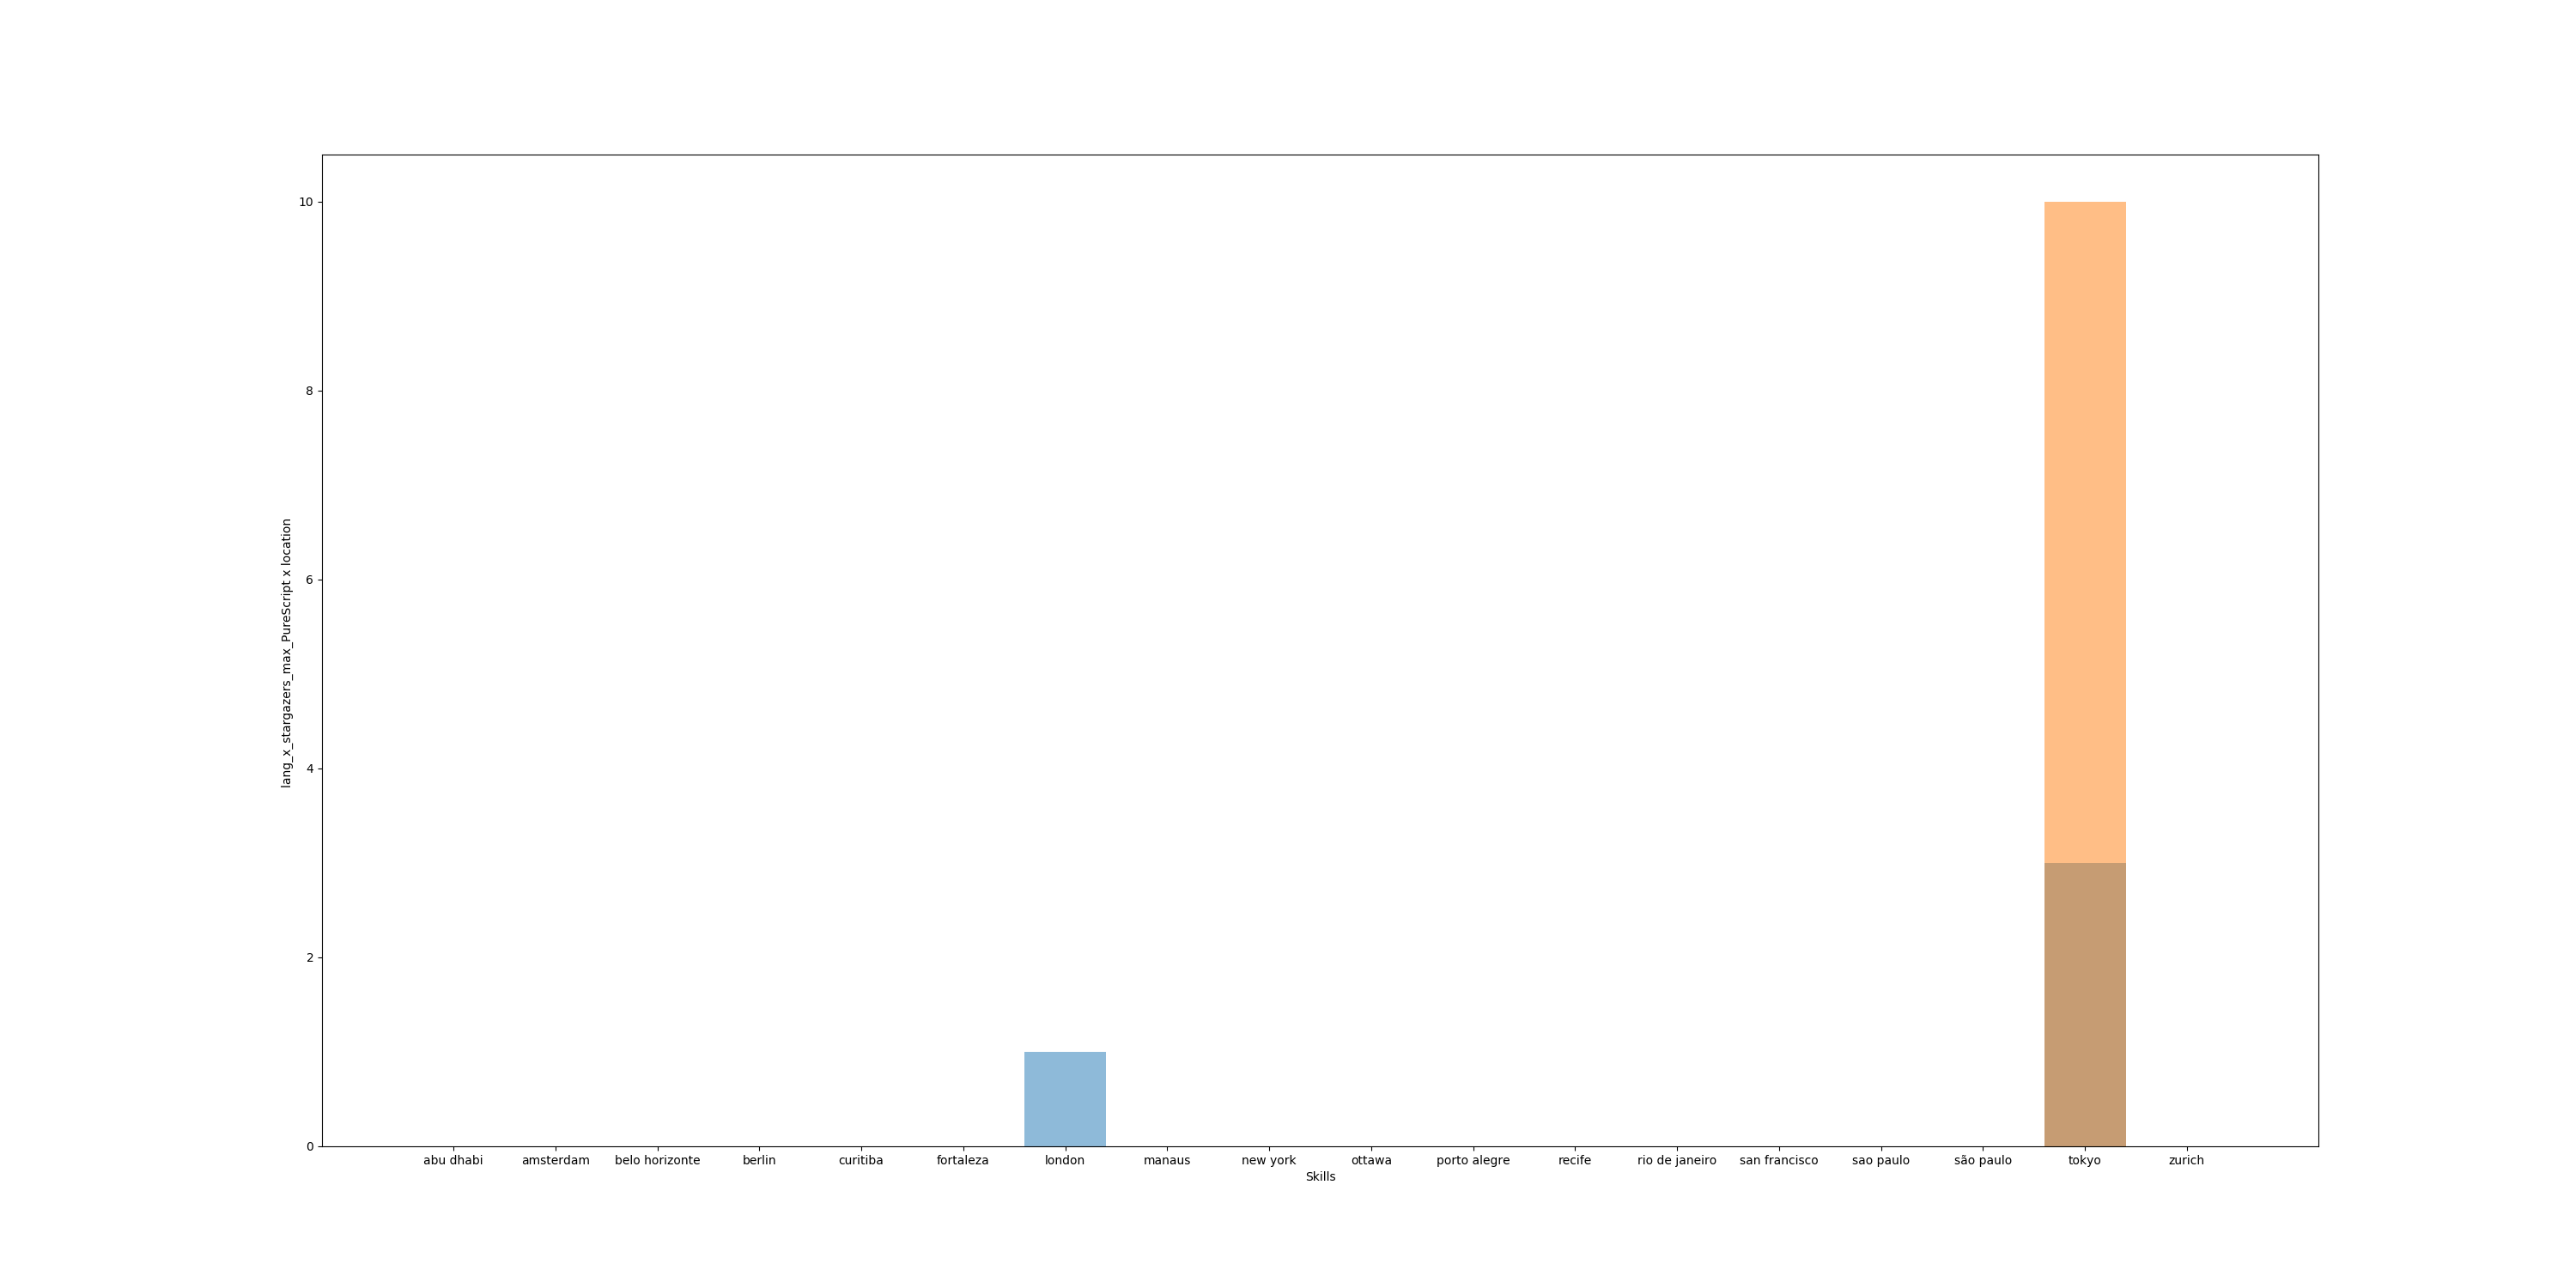 10
8
6
4
2
0
lang_x_stargazers_max_PureScript x location
abu dhabi amsterdam belo horizonte berlin curitiba fortaleza london manaus new york ottawa porto alegre recife rio de janeiro san francisco sao paulo são paulo tokyo zurich
Skills